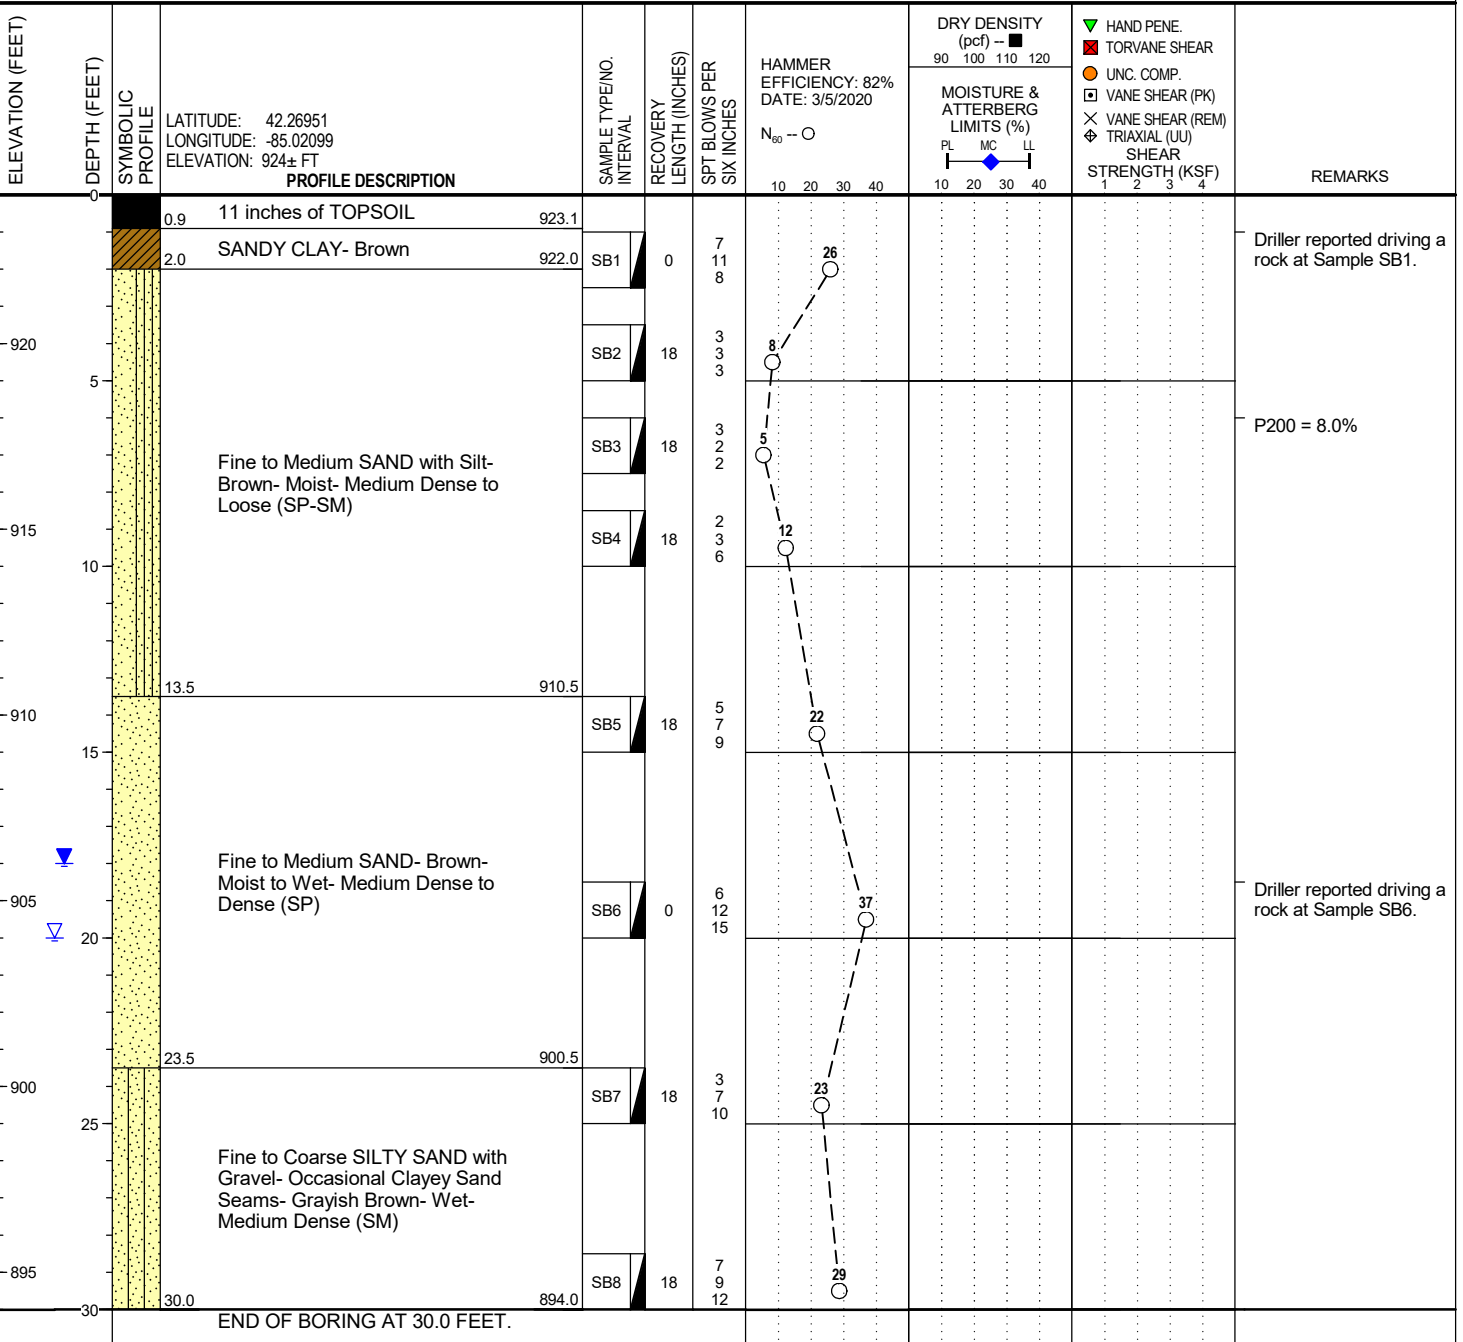 ELEVATION (FEET)
DEPTH (FEET)
SYMBOLIC
PROFILE
LATITUDE: 42.26951
LONGITUDE: -85.02099
ELEVATION: 924± FT
PROFILE DESCRIPTION
SAMPLE TYPE/NO.
INTERVAL
RECOVERY
LENGTH (INCHES)
SPT BLOWS PER
SIX INCHES
HAMMER
EFFICIENCY: 82%
DATE: 3/5/2020
N60 --
10 20 30 40
DRY DENSITY
(pcf) --
90 100 110 120
MOISTURE &
ATTERBERG
LIMITS (%)
PL MC LL
10 20 30 40
HAND PENE.
TORVANE SHEAR
UNC. COMP.
VANE SHEAR (PK)
VANE SHEAR (REM)
TRIAXIAL (UU)
SHEAR
STRENGTH (KSF)
1 2 3 4
REMARKS
0
0.9 11 inches of TOPSOIL 923.1
SANDY CLAY- Brown
2.0 922.0
SB1 0
7
11
8
26
Driller reported driving a
rock at Sample SB1.
920
SB2 18
3
3
3
8
5
SB3 18
3
2
2
5
P200 = 8.0%
Fine to Medium SAND with Silt-
Brown- Moist- Medium Dense to
Loose (SP-SM)
915
SB4 18
2
3
6
12
10
13.5 910.5
910
SB5 18
5
7
9
22
15
Fine to Medium SAND- Brown-
Moist to Wet- Medium Dense to
Dense (SP)
905
SB6 0
6
12
15
37
Driller reported driving a
rock at Sample SB6.
20
23.5 900.5
900
SB7 18
3
7
10
23
25
Fine to Coarse SILTY SAND with
Gravel- Occasional Clayey Sand
Seams- Grayish Brown- Wet-
Medium Dense (SM)
895
SB8 18
7
9
12
29
30.0 894.0
30
END OF BORING AT 30.0 FEET.